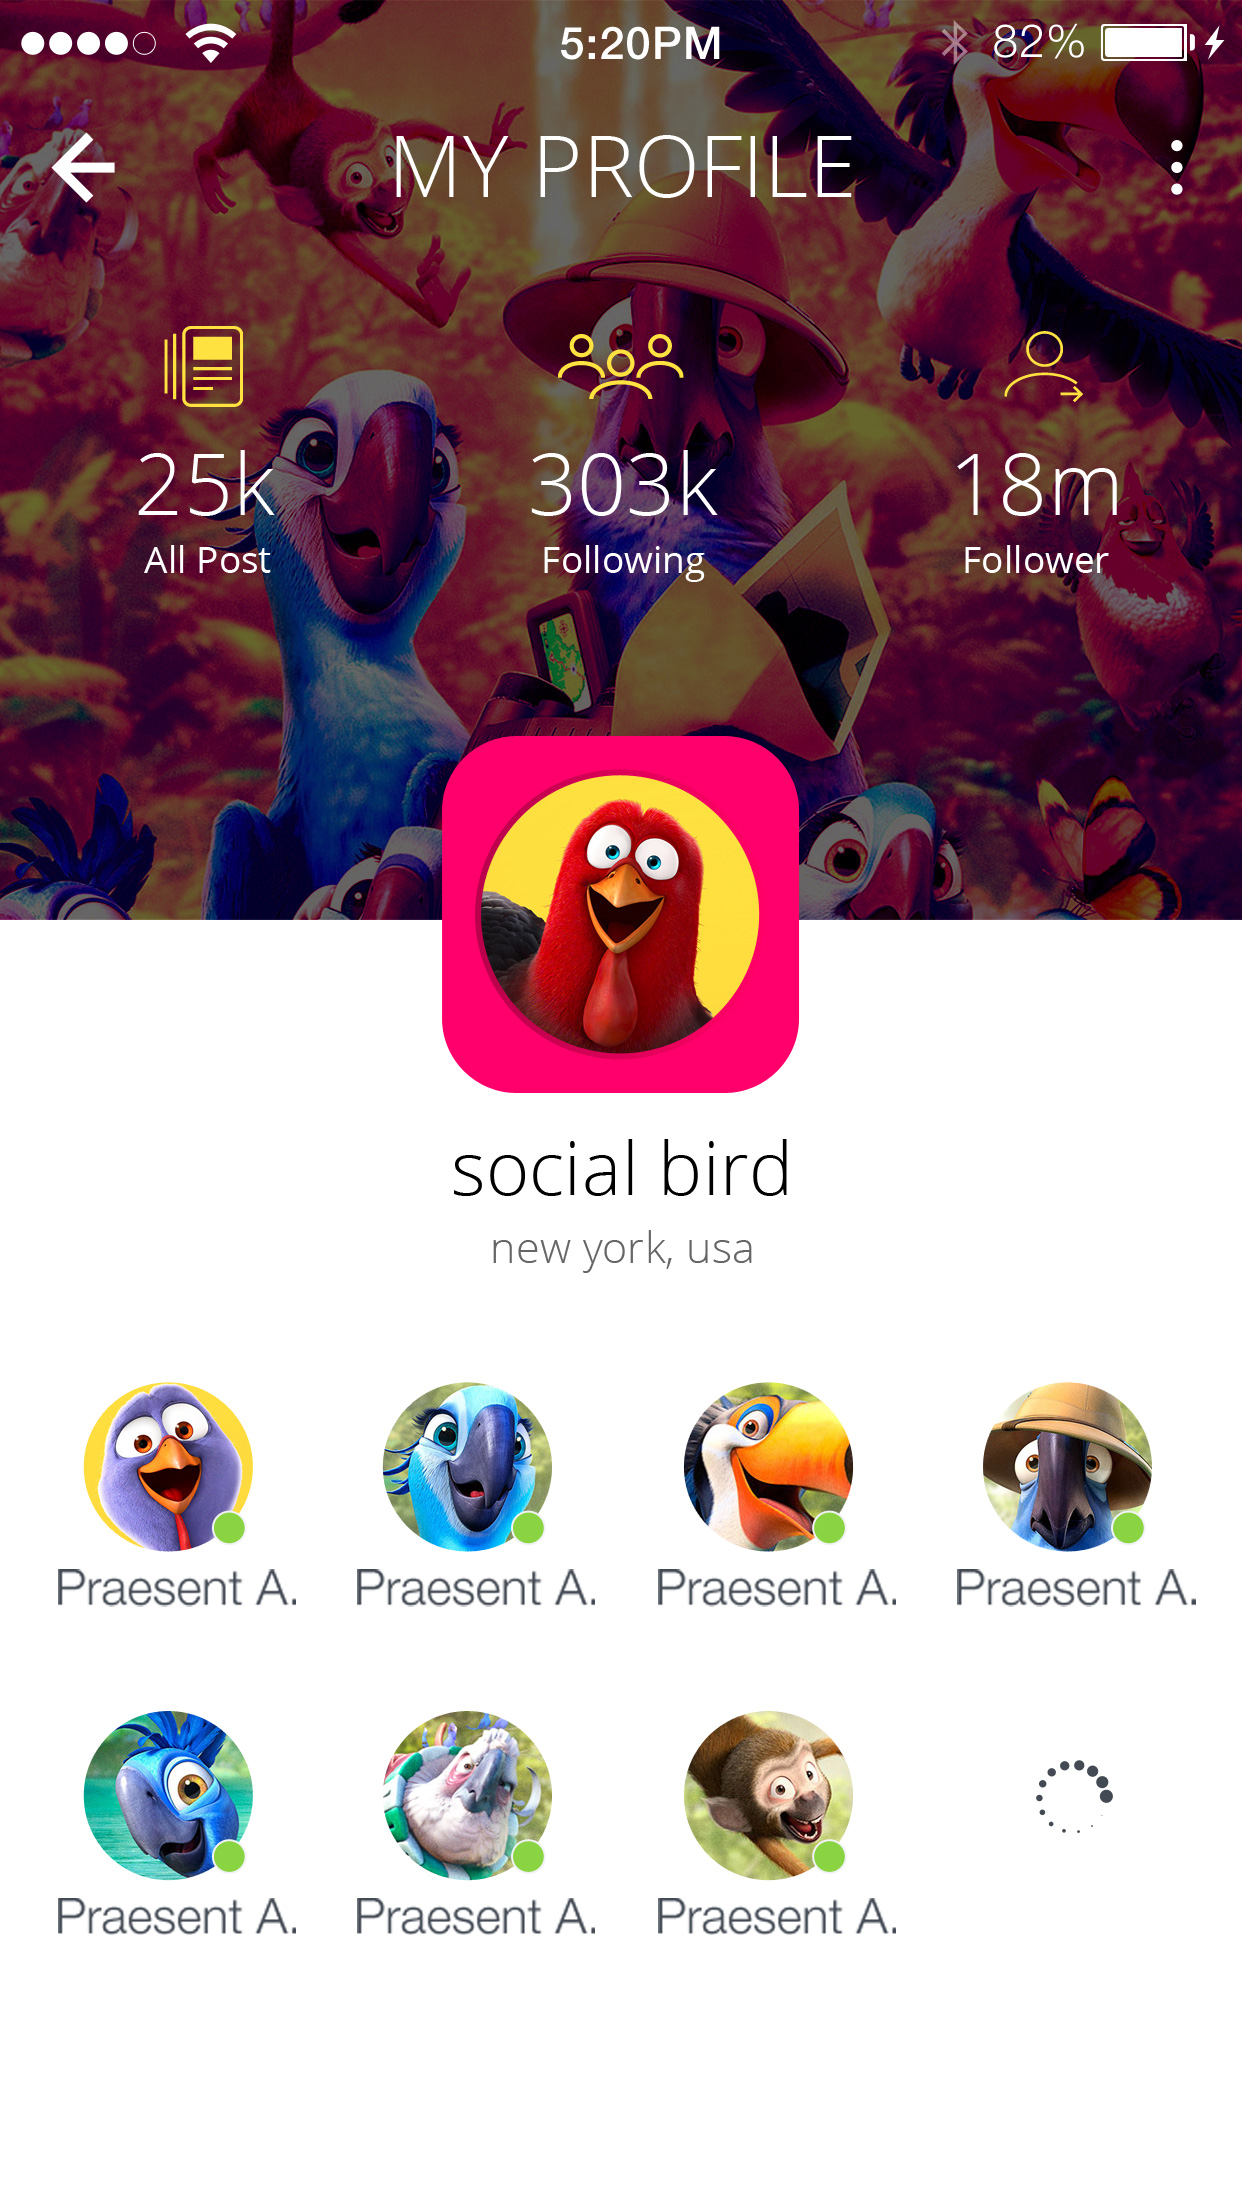 5:20PM 82%
MY PROFILE
25k 303k 18m
All Post Following Follower
social bird
new york, usa
Praesent A. Praesent A. Praesent A. Praesent A.
Praesent A. Praesent A. Praesent A.